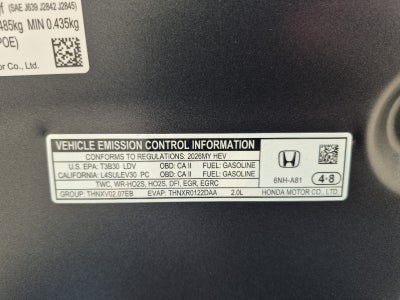 (SAE J639 J2842 J2845)
485kg MIN 0.435kg
POE)
tor Co., Ltd.
VEHICLE EMISSION CONTROL INFORMATION
CONFORMS TO REGULATIONS: 2026MY HEV
U.S. EPA: T3B30 LDV OBD: CA II FUEL: GASOLINE
CALIFORNIA: L4SULEV30 PC OBD: CA II FUEL: GASOLINE
TWC, WR-HO2S, HO2S, DFI, EGR, EGRC
GROUP: THNXV02.07EB EVAP: THNXR0122DAA 2.0L
6NH-A81
4-8
HONDA MOTOR CO., LTD.